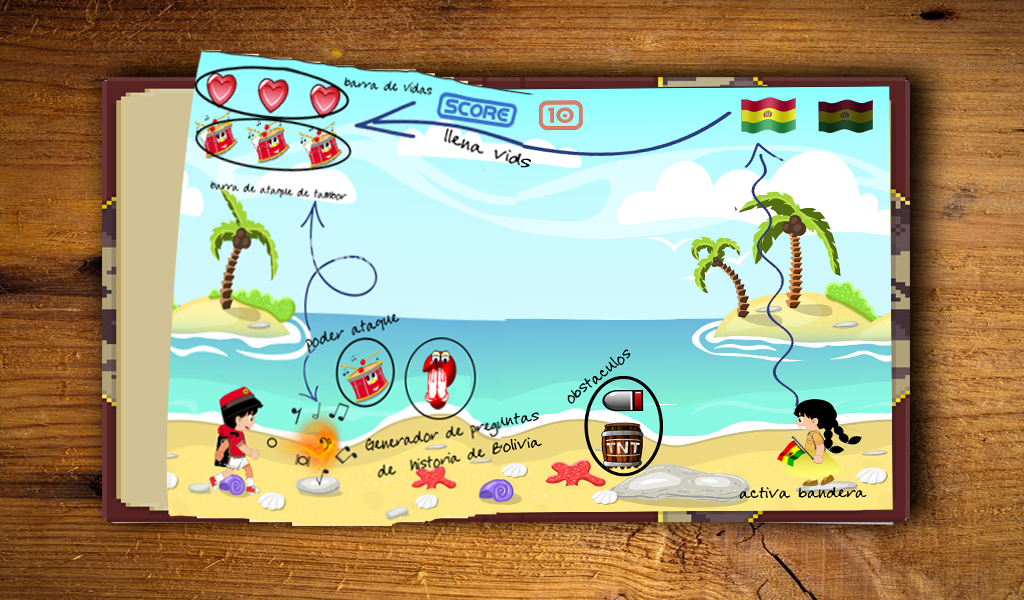 barra de vidas
SCORE
10
llena vids
barra de ataque de tambor
poder ataque
obstaculos
Generador de preguntas
de historia de Bolivia
TNT
activa bandera